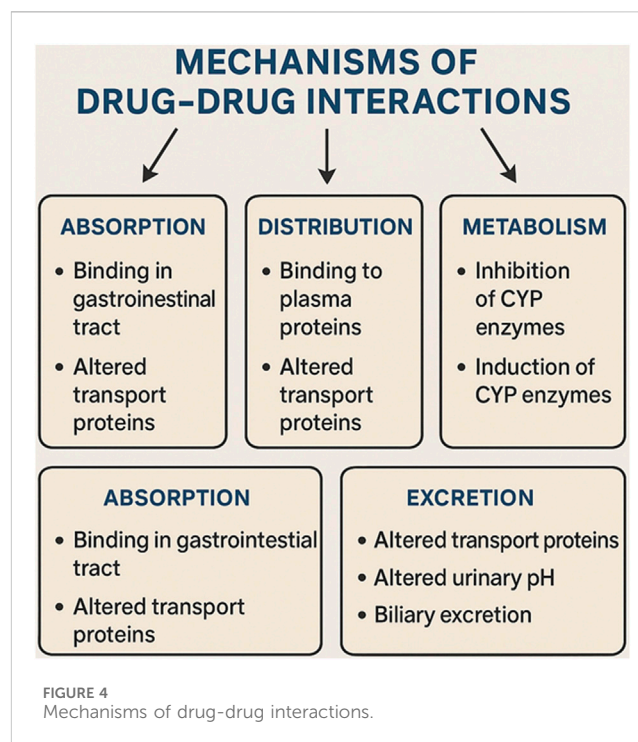 MECHANISMS OF
DRUG–DRUG INTERACTIONS
ABSORPTION
• Binding in
gastroinestinal
tract
• Altered
transport
proteins
DISTRIBUTION
• Binding to
plasma
proteins
• Altered
transport
proteins
METABOLISM
• Inhibition
of CYP
enzymes
• Induction of
CYP enzymes
ABSORPTION
• Binding in gastrointestial
tract
• Altered transport
proteins
EXCRETION
• Altered transport proteins
• Altered urinary pH
• Biliary excretion
FIGURE 4
Mechanisms of drug-drug interactions.